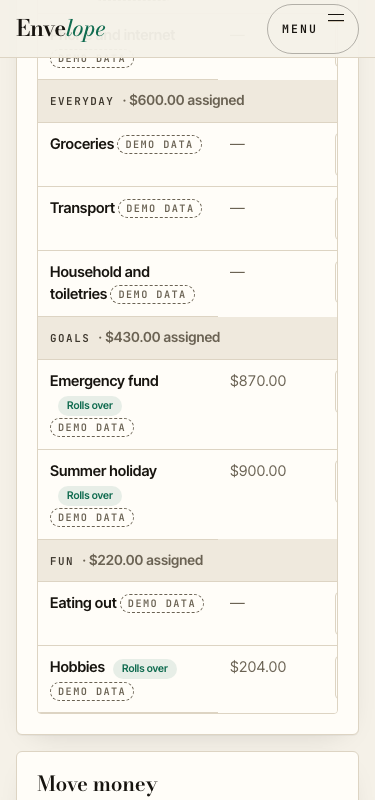 Envelope
MENU
and internet —
DEMO DATA
EVERYDAY · $600.00 assigned
Groceries DEMO DATA —
Transport DEMO DATA —
Household and
toiletries DEMO DATA —
GOALS · $430.00 assigned
Emergency fund $870.00
Rolls over
DEMO DATA
Summer holiday $900.00
Rolls over
DEMO DATA
FUN · $220.00 assigned
Eating out DEMO DATA —
Hobbies Rolls over $204.00
DEMO DATA
Move money